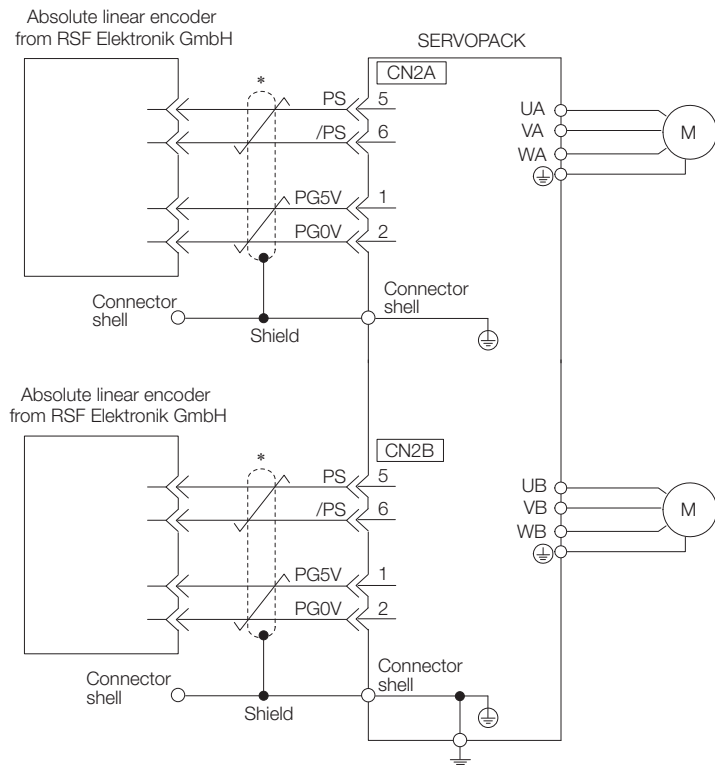 Absolute linear encoder
from RSF Elektronik GmbH
SERVOPACK
CN2A
*
PS
5
/PS
6
PG5V
1
PG0V
2
UA
VA
WA
M
Connector
shell
Shield
Connector
shell
Absolute linear encoder
from RSF Elektronik GmbH
CN2B
*
PS
5
/PS
6
PG5V
1
PG0V
2
UB
VB
WB
M
Connector
shell
Shield
Connector
shell